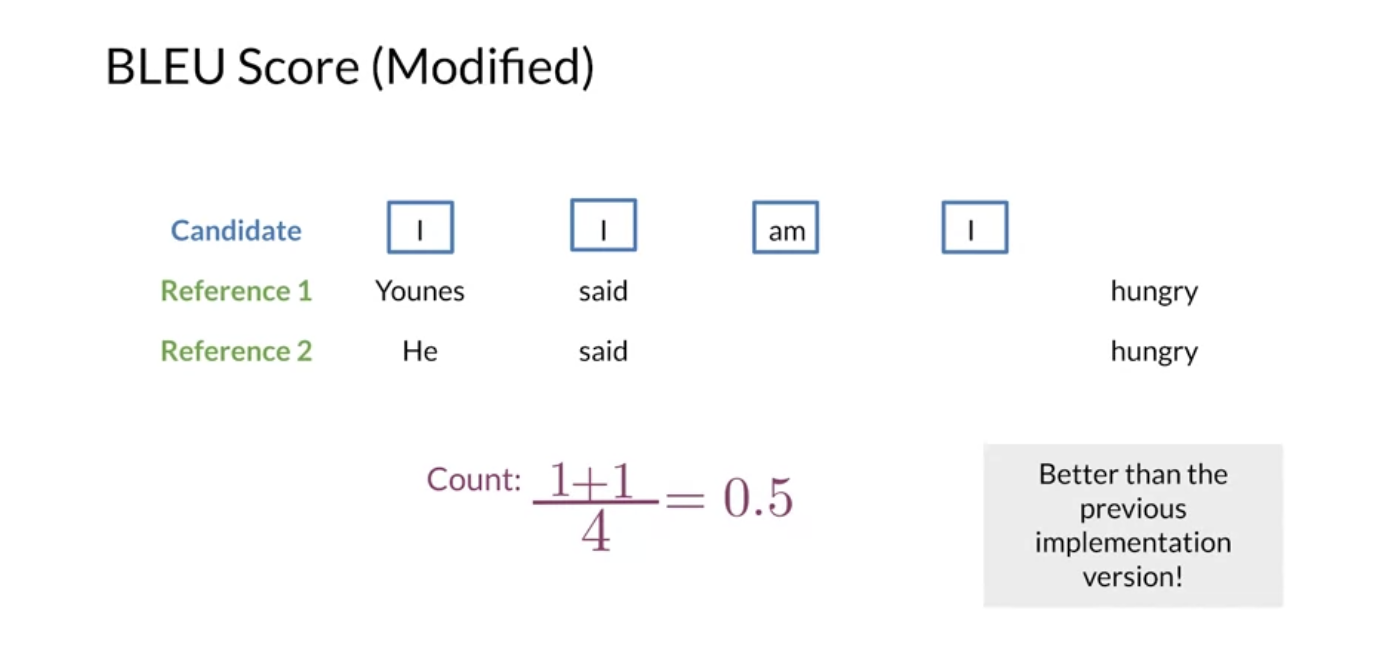 BLEU Score (Modified)
Candidate I I am I
Reference 1 Younes said hungry
Reference 2 He said hungry
Count: 1+1/4 = 0.5
Better than the
previous
implementation
version!